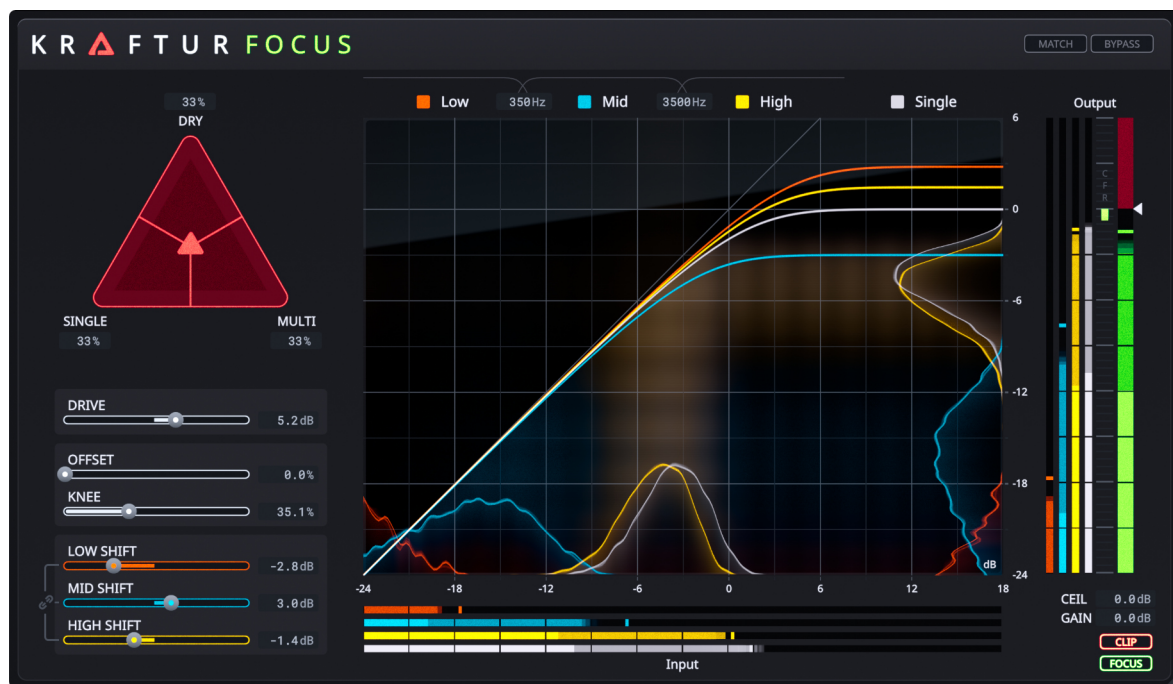 KRAFTUR FOCUS
MATCH BYPASS
33%
DRY
SINGLE MULTI
33% 33%
DRIVE
5.2dB
OFFSET
0.0%
KNEE
35.1%
LOW SHIFT
-2.8dB
MID SHIFT
3.0dB
HIGH SHIFT
-1.4dB
Low 350Hz Mid 3500Hz High Single
6
0
-6
-12
-18
dB -24
-24 -18 -12 -6 0 6 12 18
Input
Output
C
F
R
CEIL 0.0dB
GAIN 0.0dB
CLIP
FOCUS